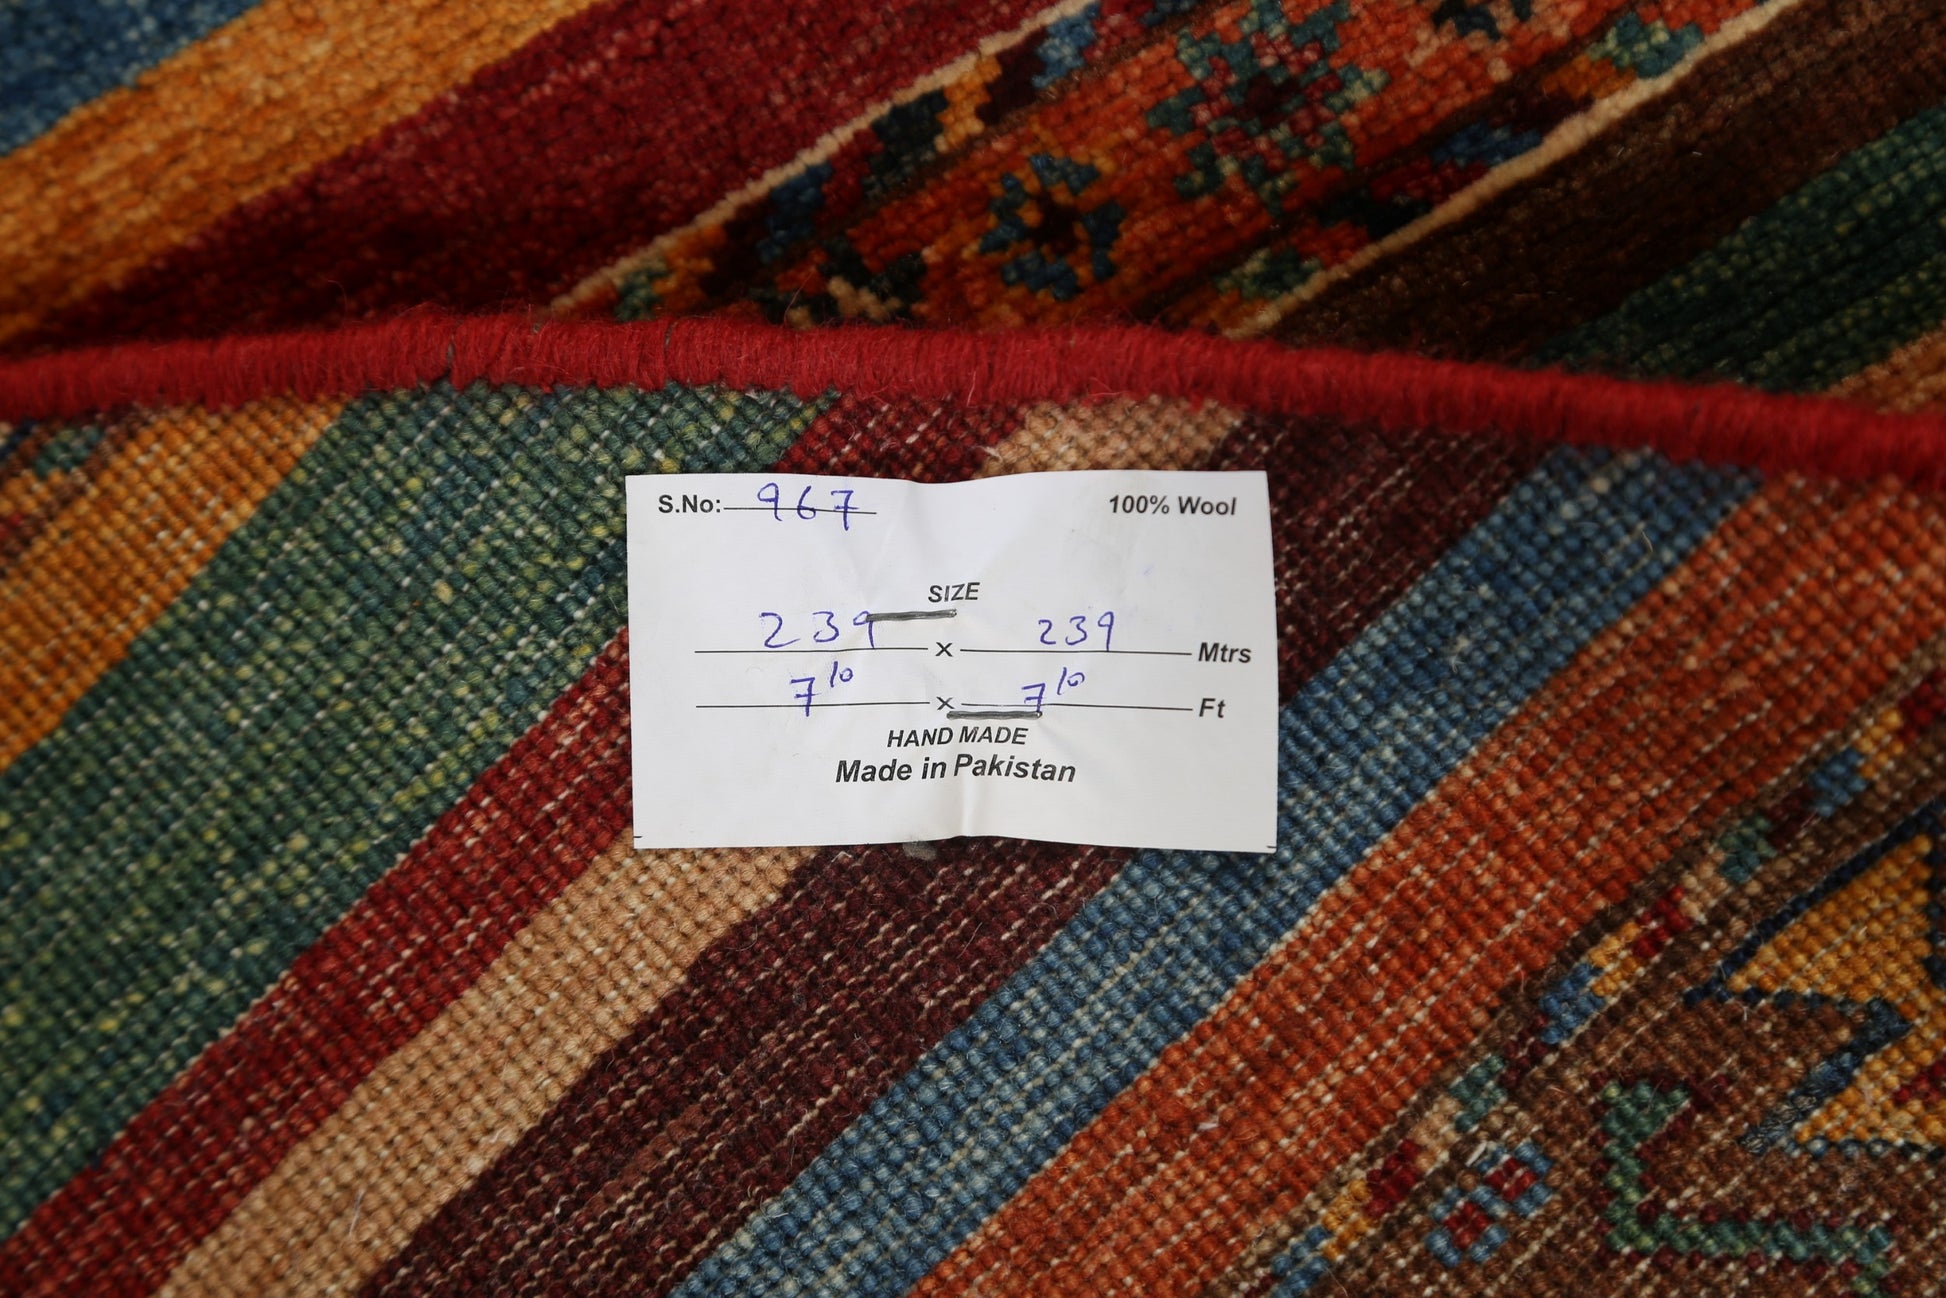 S.No: 967 100% Wool
SIZE
239 x 239 Mtrs
7 10 x 7 10 Ft
HAND MADE
Made in Pakistan